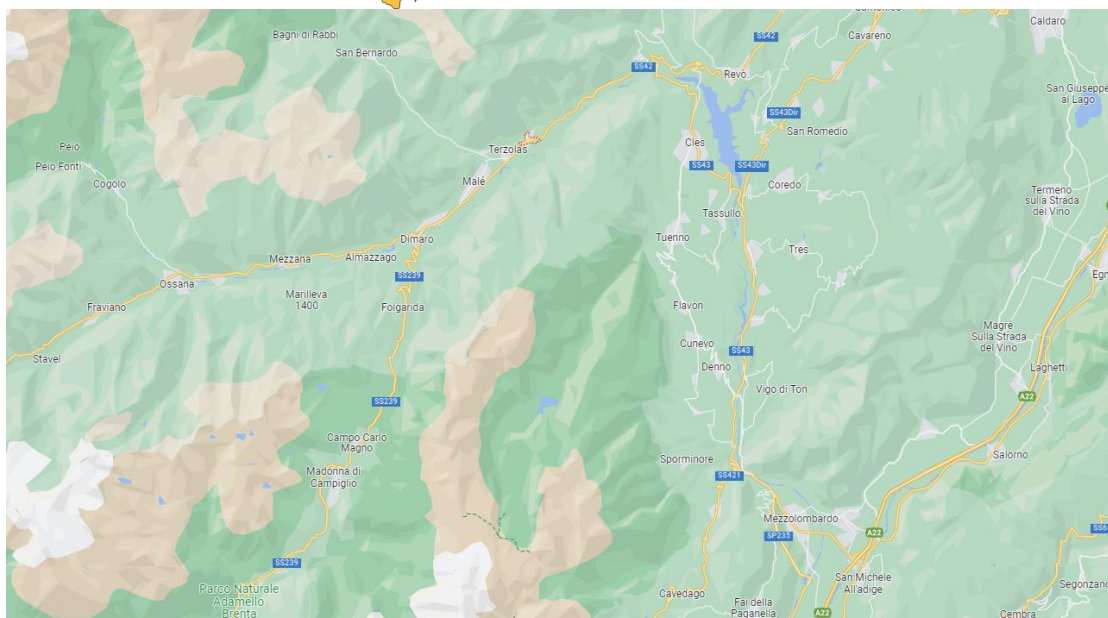 Cavareno
Caldaro
Bagni di Rabbi
SS42
San Bernardo
SS42
Revò
San Giuseppe
al Lago
SS43Dir
San Romedio
Peio
Terzolas
Cles
Peio Fonti
SS43
SS43Dir
Cogolo
Malé
Coredo
Termeno
sulla Strada
del Vino
Tassullo
Dimaro
Tuenno
Tres
Mezzana
Almazzago
SS239
Egn
Ossana
Marilleva
1400
Fraviano
Folgarida
Flavon
Magrè
Sulla Strada
del Vino
Cunevo
SS43
Stavel
Denno
Laghetti
Vigo di Ton
A22
SS239
Campo Carlo
Magno
Sporminore
Salorno
Madonna di
Campiglio
SS421
Mezzolombardo
SS6
A22
SP235
SS239
San Michele
All'adige
Parco Naturale
Adamello
Brenta
Cavedago
Fai della
Paganella
A22
Segonzano
Cembra